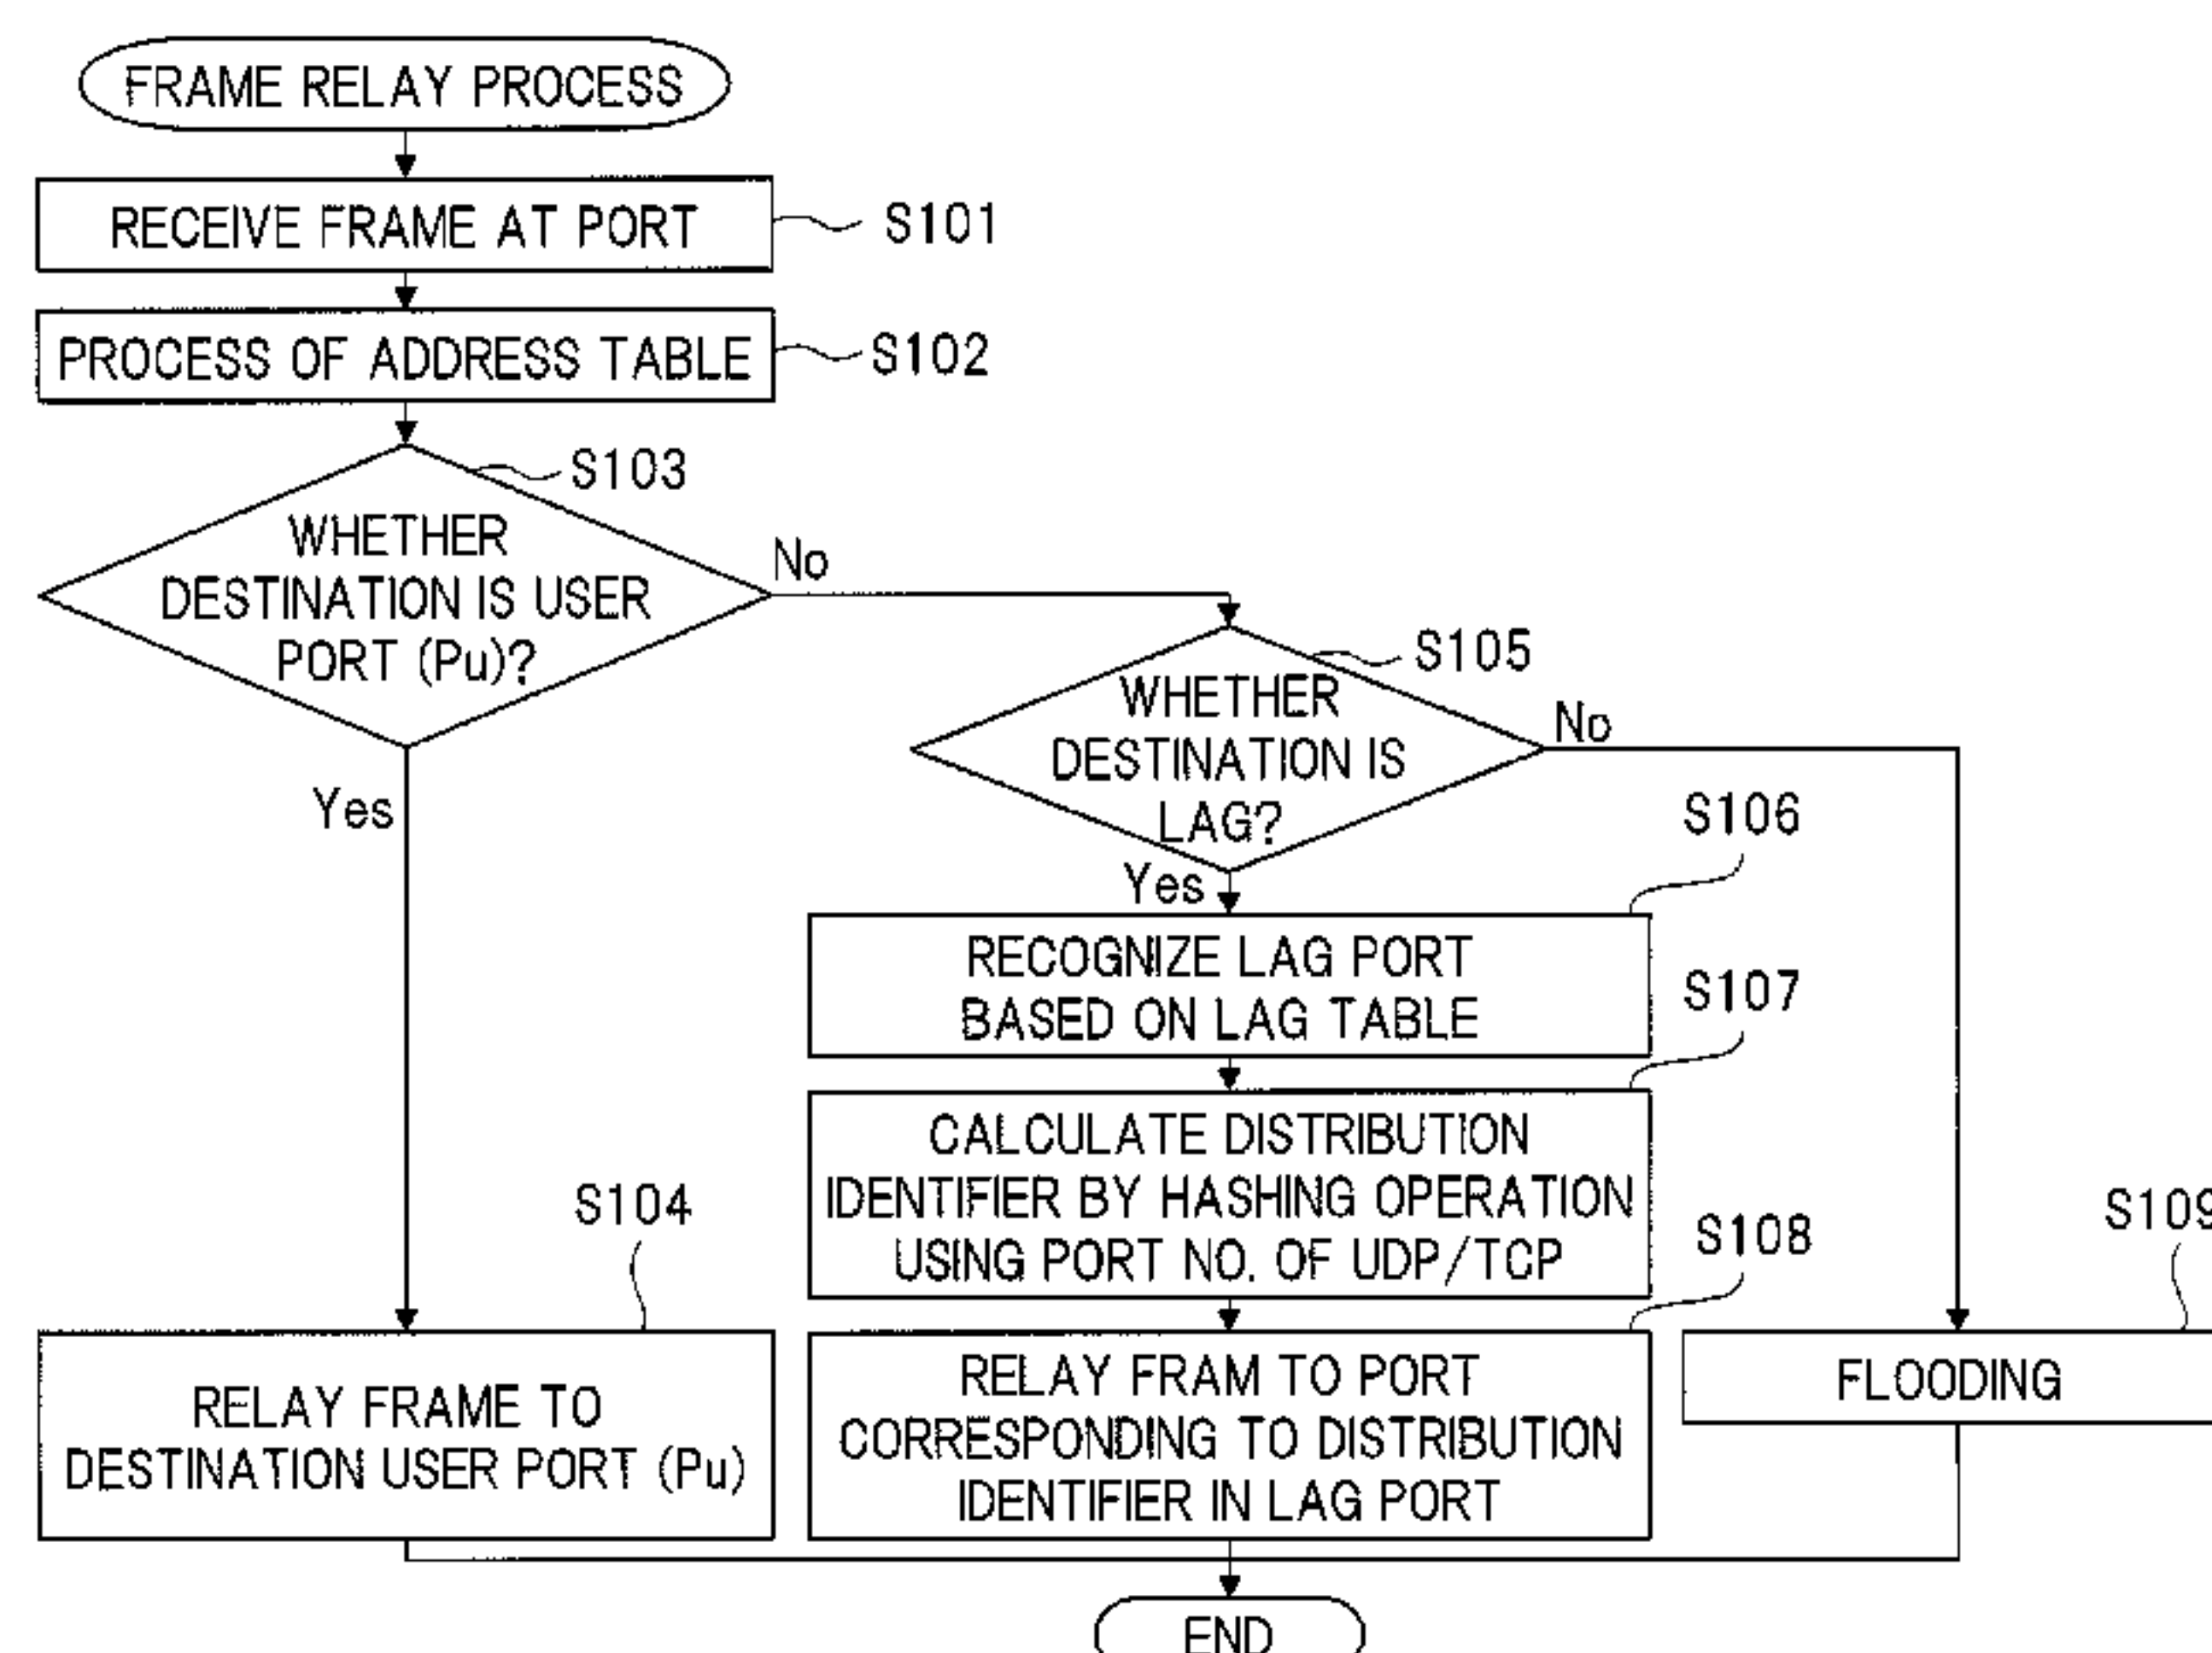 FRAME RELAY PROCESS
RECEIVE FRAME AT PORT
S101
PROCESS OF ADDRESS TABLE
S102
S103
WHETHER
DESTINATION IS USER
PORT (Pu)?
No
Yes
S105
WHETHER
DESTINATION IS
LAG?
No
Yes
S106
RECOGNIZE LAG PORT
BASED ON LAG TABLE
S107
CALCULATE DISTRIBUTION
IDENTIFIER BY HASHING OPERATION
USING PORT NO. OF UDP/TCP
S104
RELAY FRAME TO
DESTINATION USER PORT (Pu)
S108
RELAY FRAM TO PORT
CORRESPONDING TO DISTRIBUTION
IDENTIFIER IN LAG PORT
S109
FLOODING
END